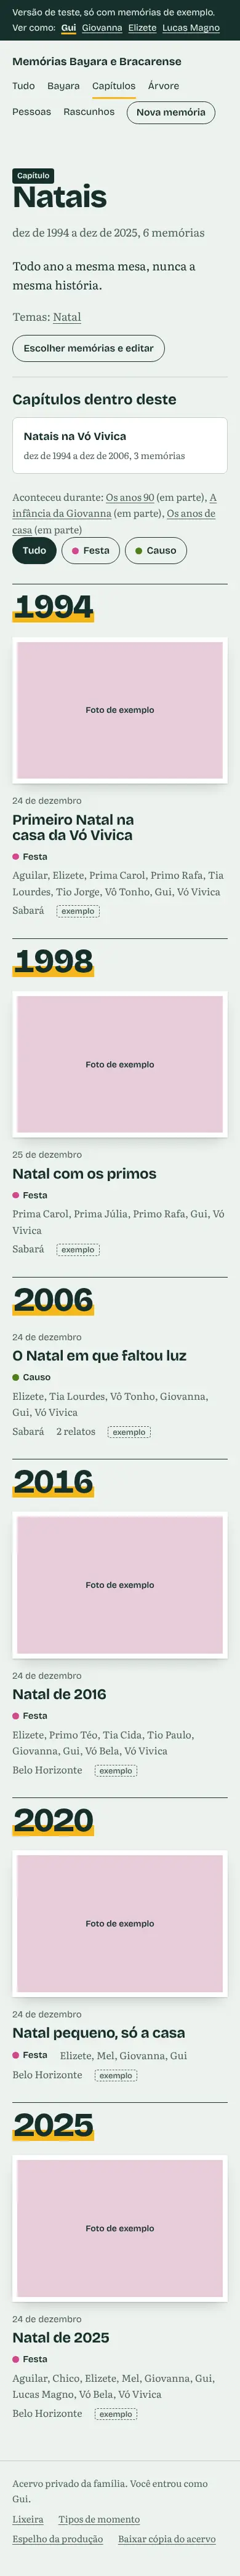 Versão de teste, só com memórias de exemplo.
Ver como: Gui Giovanna Elizete Lucas Magno
Memórias Bayara e Bracarense
Tudo Bayara Capítulos Árvore
Pessoas Rascunhos Nova memória
Capítulo
Natais
dez de 1994 a dez de 2025, 6 memórias
Todo ano a mesma mesa, nunca a
mesma história.
Temas: Natal
Escolher memórias e editar
Capítulos dentro deste
Natais na Vó Vivica
dez de 1994 a dez de 2006, 3 memórias
Aconteceu durante: Os anos 90 (em parte), A
infância da Giovanna (em parte), Os anos de
casa (em parte)
Tudo Festa Causo
1994
Foto de exemplo
24 de dezembro
Primeiro Natal na
casa da Vó Vivica
Festa
Aguilar, Elizete, Prima Carol, Primo Rafa, Tia
Lourdes, Tio Jorge, Vô Tonho, Gui, Vó Vivica
Sabará exemplo
1998
Foto de exemplo
25 de dezembro
Natal com os primos
Festa
Prima Carol, Prima Júlia, Primo Rafa, Gui, Vó
Vivica
Sabará exemplo
2006
24 de dezembro
O Natal em que faltou luz
Causo
Elizete, Tia Lourdes, Vô Tonho, Giovanna,
Gui, Vó Vivica
Sabará 2 relatos exemplo
2016
Foto de exemplo
24 de dezembro
Natal de 2016
Festa
Elizete, Primo Téo, Tia Cida, Tio Paulo,
Giovanna, Gui, Vó Bela, Vó Vivica
Belo Horizonte exemplo
2020
Foto de exemplo
24 de dezembro
Natal pequeno, só a casa
Festa Elizete, Mel, Giovanna, Gui
Belo Horizonte exemplo
2025
Foto de exemplo
24 de dezembro
Natal de 2025
Festa
Aguilar, Chico, Elizete, Mel, Giovanna, Gui,
Lucas Magno, Vó Bela, Vó Vivica
Belo Horizonte exemplo
Acervo privado da família. Você entrou como
Gui.
Lixeira Tipos de momento
Espelho da produção Baixar cópia do acervo